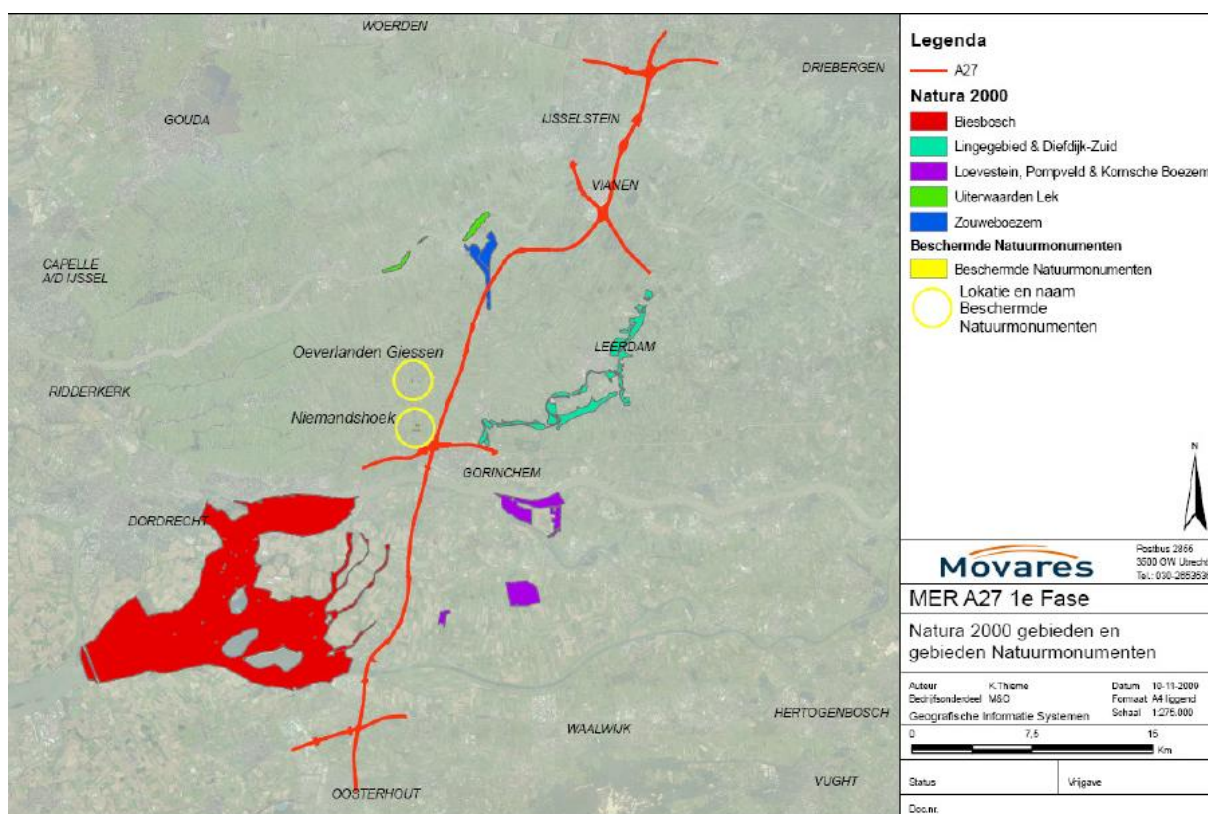 WOERDEN
DRIEBERGEN
GOUDA
IJSSELSTEIN
VIANEN
CAPELLE
A/D IJSSEL
LEERDAM
Oeverlanden Giessen
RIDDERKERK
Niemandshoek
GORINCHEM
DORDRECHT
HERTOGENBOSCH
WAALWIJK
VUGHT
OOSTERHOUT
Legenda
A27
Natura 2000
Biesbosch
Lingegebied & Diefdijk-Zuid
Loevestein, Pompveld & Kornsche Boezem
Uiterwaarden Lek
Zouweboezem
Beschermde Natuurmonumenten
Beschermde Natuurmonumenten
Lokatie en naam
Beschermde
Natuurmonumenten
N
Movares
Postbus 2855
3500 GW Utrecht
Tel.: 030-2653536
MER A27 1e Fase
Natura 2000 gebieden en
gebieden Natuurmonumenten
Auteur K.Thieme Datum 10-11-2009
Bedrijfsonderdeel M&O Formaat A4 liggend
Geografische Informatie Systemen Schaal 1:275.000
0 7,5 15
Km
Status Vrijgave
Doc.nr.